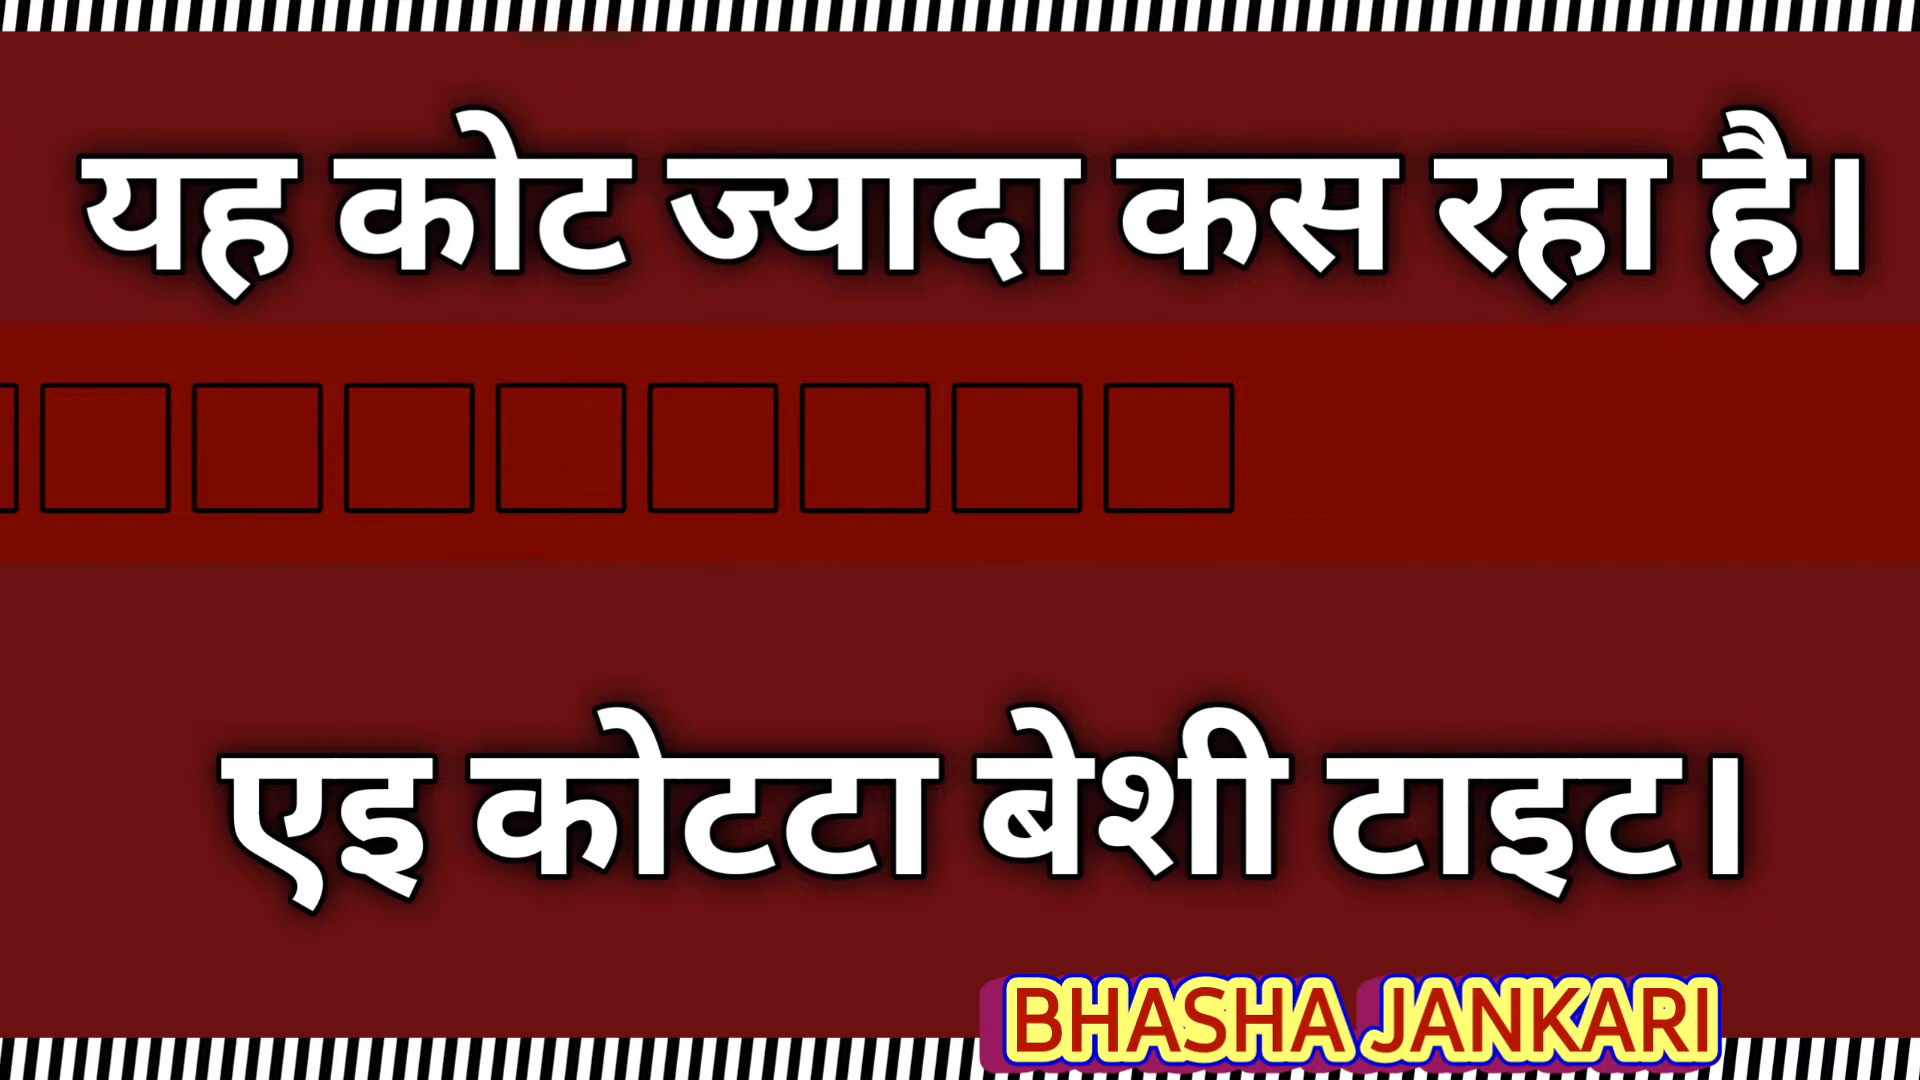 यह कोट ज्यादा कस रहा है।
एइ कोटटा बेशी टाइट।
BHASHA JANKARI